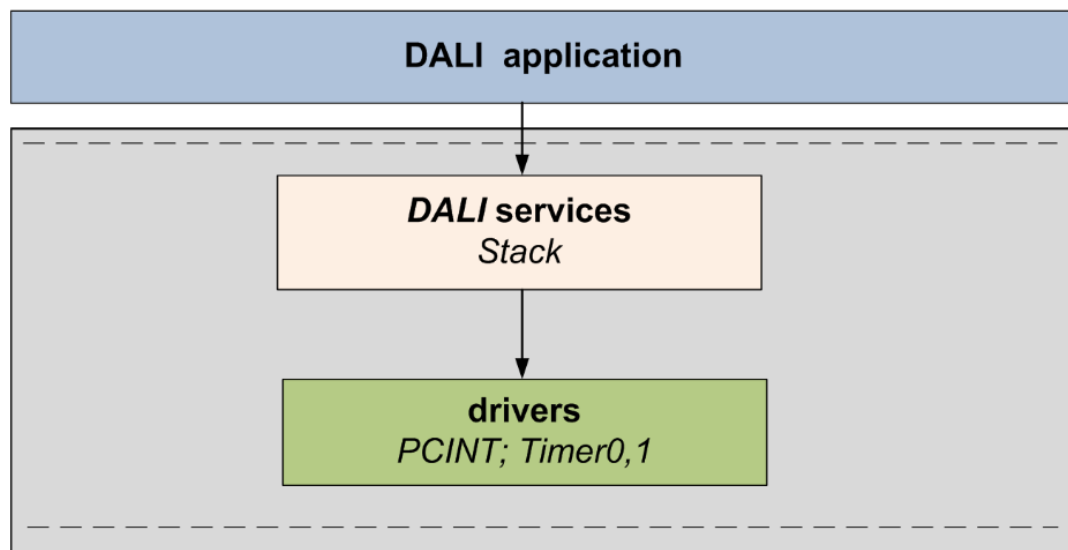 DALI application
DALI services
Stack
drivers
PCINT; Timer0,1